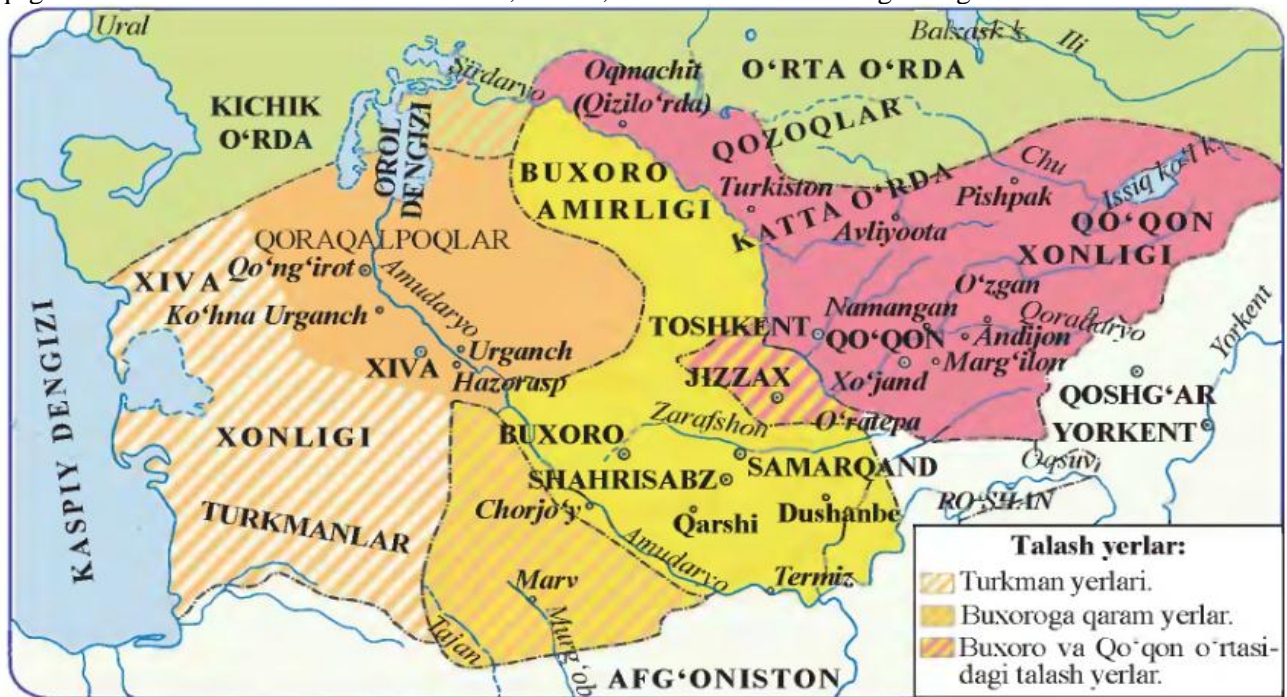 Ural
Balxash k.
Ili
Sirdaryo
Oqmachit
(Qizilo‘rda)
O‘RTA O‘RDA
KICHIK
O‘RDA
OROL
DENGIZI
QOZOQLAR
BUXORO
AMIRLIGI
Turkiston
KATTA O‘RDA
Chu
Pishpak
Issiq ko‘l k.
Avliyoota
QO‘QON
XONLIGI
QORAQALPOQLAR
XIVA
Qo‘ng‘irot
Amudaryo
Ko‘hna Urganch
O‘zgan
Namangan
Qoradaryo
Yorkent
TOSHKENT
QO‘QON
Andijon
Marg‘ilon
XIVA
Urganch
Hazorasp
JIZZAX
Xo‘jand
QOSHG‘AR
YORKENT
KASPIY DENGIZI
XONLIGI
BUXORO
Zarafshon
O‘ratepa
SHAHRISABZ
SAMARQAND
Oqsuv
RO‘SHAN
TURKMANLAR
Chorjo‘y
Qarshi
Dushanbe
Amudaryo
Termiz
Marv
Tajan
Murg‘ob
AFG‘ONISTON
Talash yerlar:
Turkman yerlari.
Buxoroga qaram yerlar.
Buxoro va Qo‘qon o‘rtasi-
dagi talash yerlar.